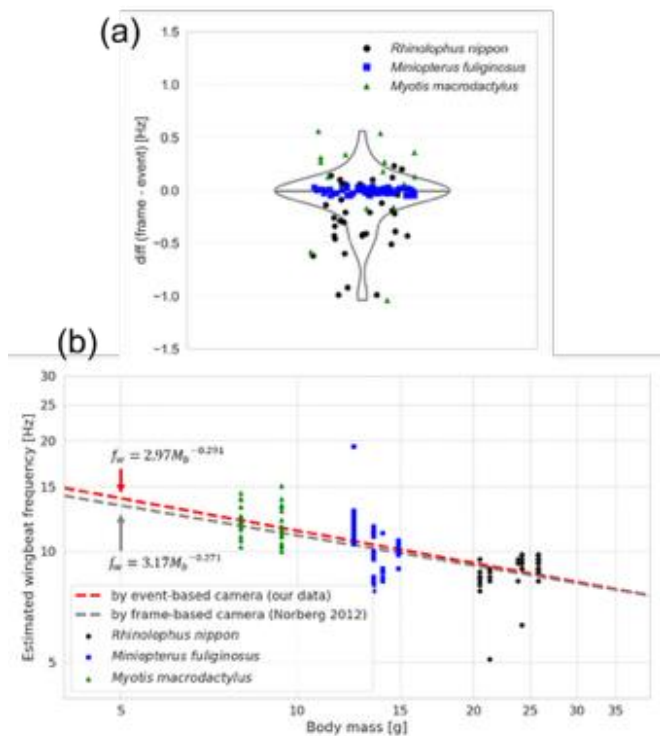 (a)
1.5
Rhinolophus nippon
Miniopterus fuliginosus
1.0
Myotis macrodactylus
0.5
0.0
−0.5
−1.0
−1.5
diff (frame - event) [Hz]
(b)
30
20
15
10
5
Estimated wingbeat frequency [Hz]
f_w = 2.97M_b^−0.291
f_w = 3.17M_b^−0.271
by event-based camera (our data)
by frame-based camera (Norberg 2012)
Rhinolophus nippon
Miniopterus fuliginosus
Myotis macrodactylus
5 10 15 20 25 30 35
Body mass [g]